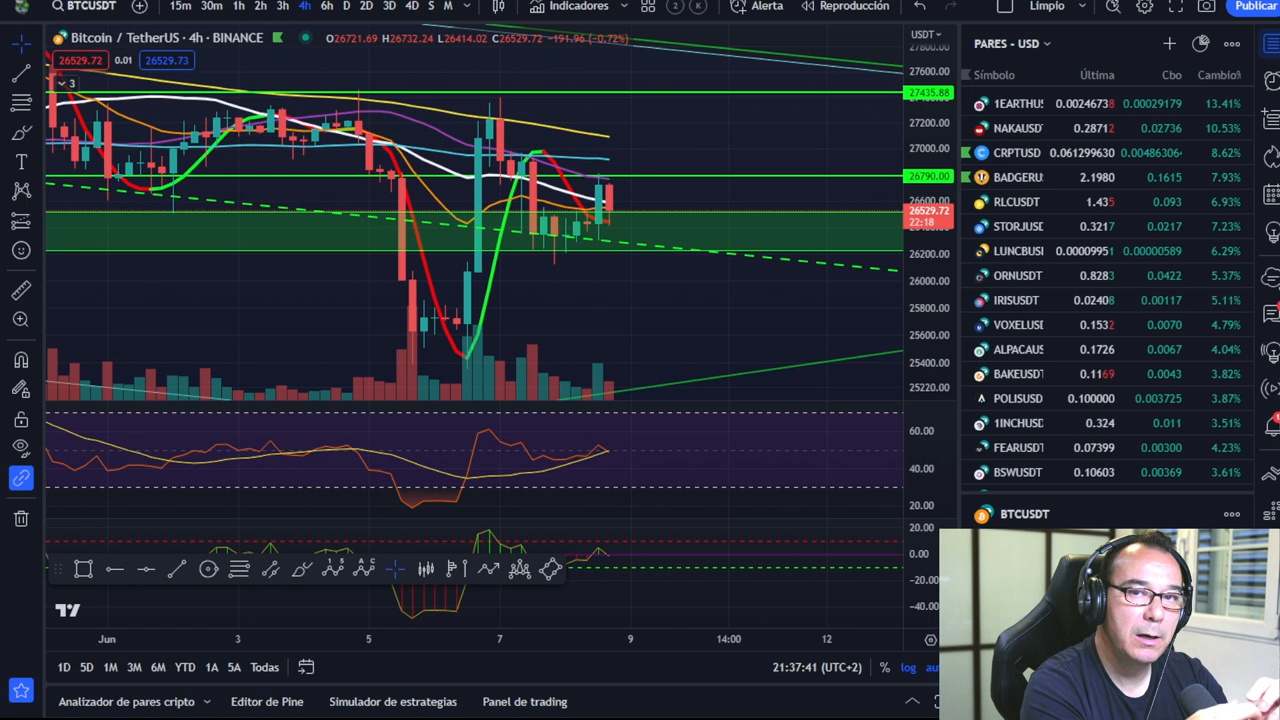 BTCUSDT 15m 30m 1h 2h 3h 4h 6h D 2D 3D 4D S M Indicadores 2 K Alerta Reproducción Limpio Publicar
Bitcoin / TetherUS · 4h · BINANCE O26721.69 H26732.24 L26414.02 C26529.72 −191.96 (−0.72%)
26529.72 0.01 26529.73
3
USDT
27800.00
27600.00
27435.88
27200.00
27000.00
26790.00
26600.00
26529.72
22:18
26200.00
26000.00
25800.00
25600.00
25400.00
25220.00
60.00
40.00
20.00
20.00
0.00
−20.00
−40.00
Jun 3 5 7 9 14:00 12
1D 5D 1M 3M 6M YTD 1A 5A Todas 21:37:41 (UTC+2) % log
Analizador de pares cripto Editor de Pine Simulador de estrategias Panel de trading
PARES - USD
Símbolo Última Cbo Cambio%
1EARTHUS 0.00246738 0.00029179 13.41%
NAKAUSD 0.28712 0.02736 10.53%
CRPTUSD 0.06129630 0.00486306 8.62%
BADGERU 2.1980 0.1615 7.93%
RLCUSDT 1.435 0.093 6.93%
STORJUSI 0.3217 0.0217 7.23%
LUNCBUSI 0.00009951 0.00000589 6.29%
ORNUSDT 0.8283 0.0422 5.37%
IRISUSDT 0.02408 0.00117 5.11%
VOXELUSI 0.1532 0.0070 4.79%
ALPACAUS 0.1726 0.0067 4.04%
BAKEUSDT 0.1169 0.0043 3.82%
POLISUSD 0.100000 0.003725 3.87%
1INCHUSD 0.324 0.011 3.51%
FEARUSDT 0.07399 0.00300 4.23%
BSWUSDT 0.10603 0.00369 3.61%
BTCUSDT